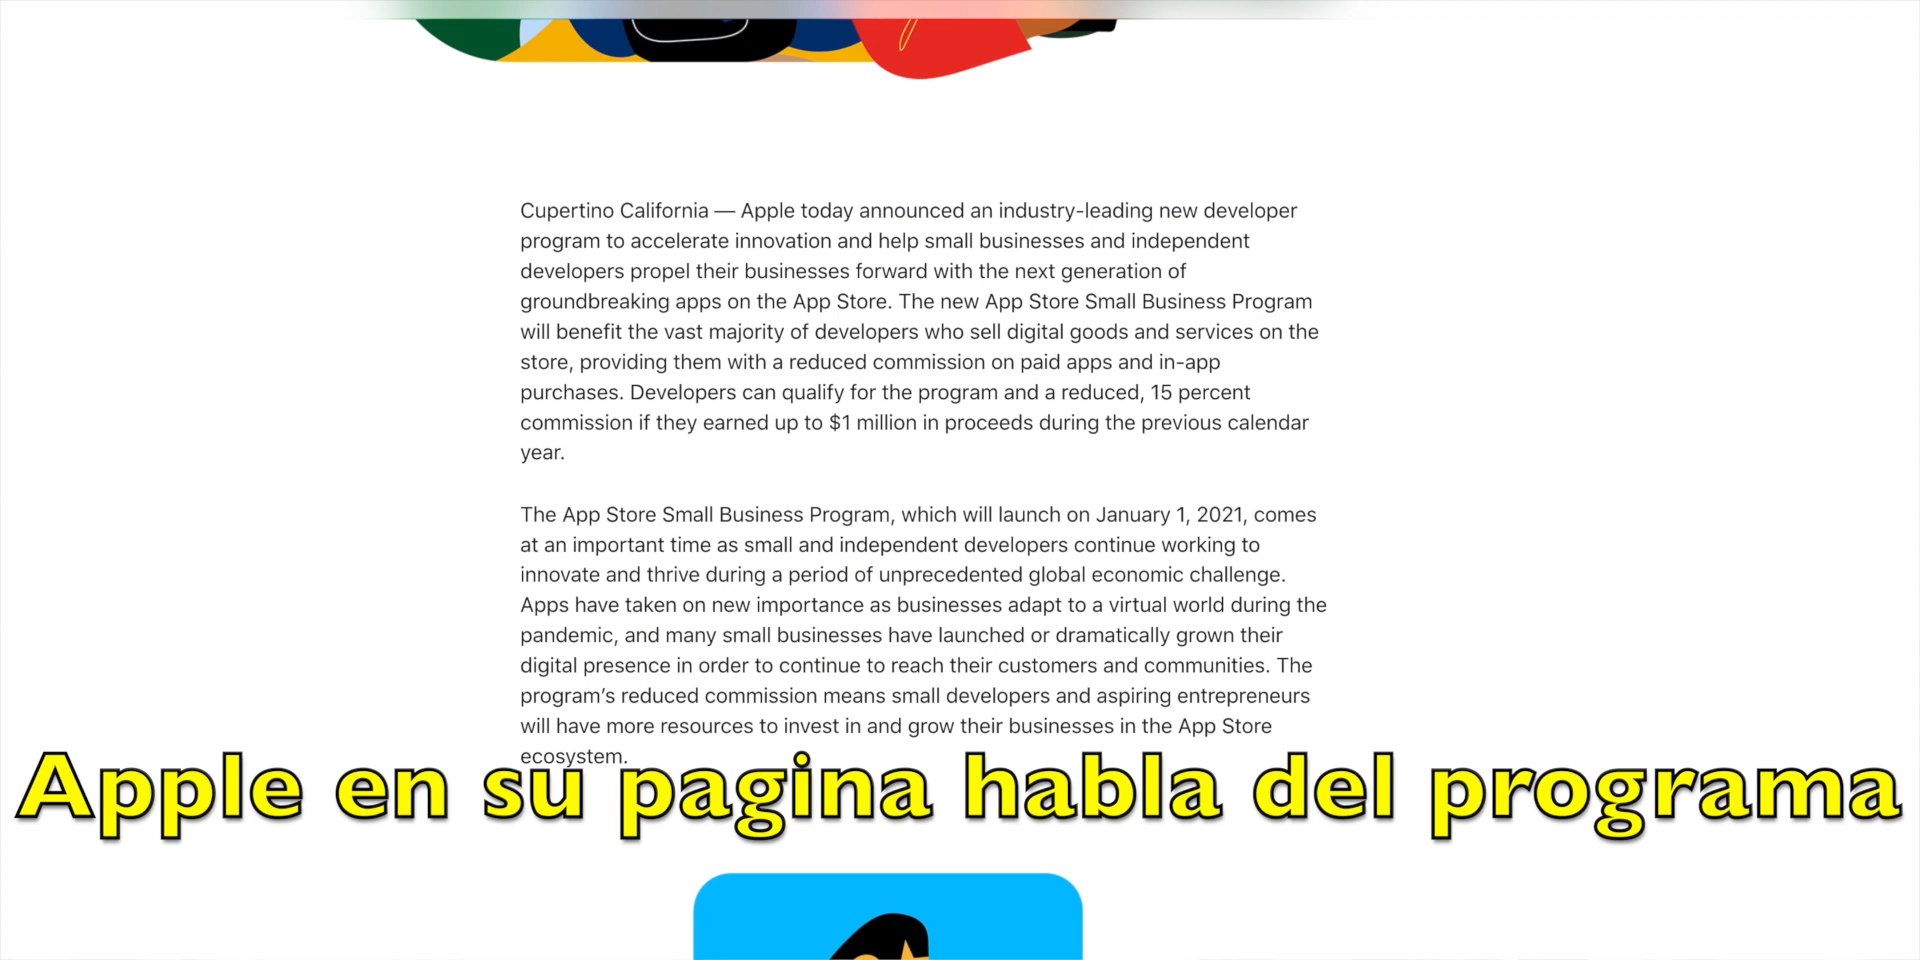 Cupertino California — Apple today announced an industry-leading new developer
program to accelerate innovation and help small businesses and independent
developers propel their businesses forward with the next generation of
groundbreaking apps on the App Store. The new App Store Small Business Program
will benefit the vast majority of developers who sell digital goods and services on the
store, providing them with a reduced commission on paid apps and in-app
purchases. Developers can qualify for the program and a reduced, 15 percent
commission if they earned up to $1 million in proceeds during the previous calendar
year.
The App Store Small Business Program, which will launch on January 1, 2021, comes
at an important time as small and independent developers continue working to
innovate and thrive during a period of unprecedented global economic challenge.
Apps have taken on new importance as businesses adapt to a virtual world during the
pandemic, and many small businesses have launched or dramatically grown their
digital presence in order to continue to reach their customers and communities. The
program’s reduced commission means small developers and aspiring entrepreneurs
will have more resources to invest in and grow their businesses in the App Store
ecosystem.
Apple en su pagina habla del programa